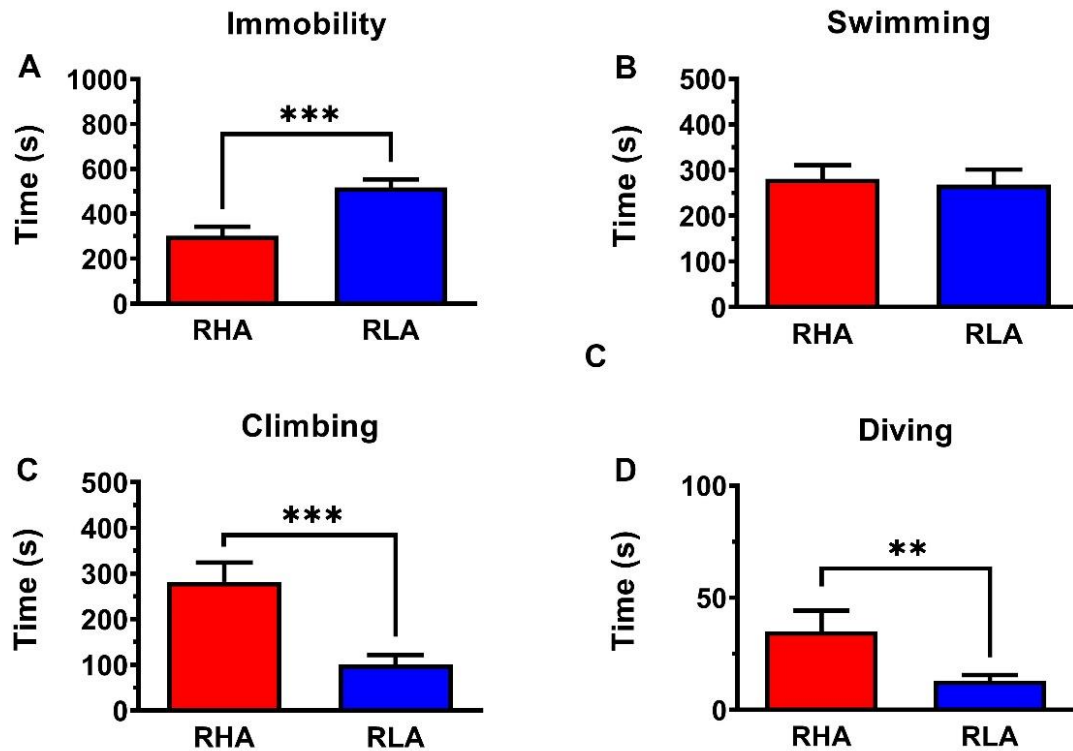 Immobility
A
1000
800
600
400
200
0
Time (s)
***
RHA RLA
Swimming
B
500
400
300
200
100
0
Time (s)
RHA RLA
C
Climbing
C
500
400
300
200
100
0
Time (s)
***
RHA RLA
Diving
D
100
50
0
Time (s)
**
RHA RLA